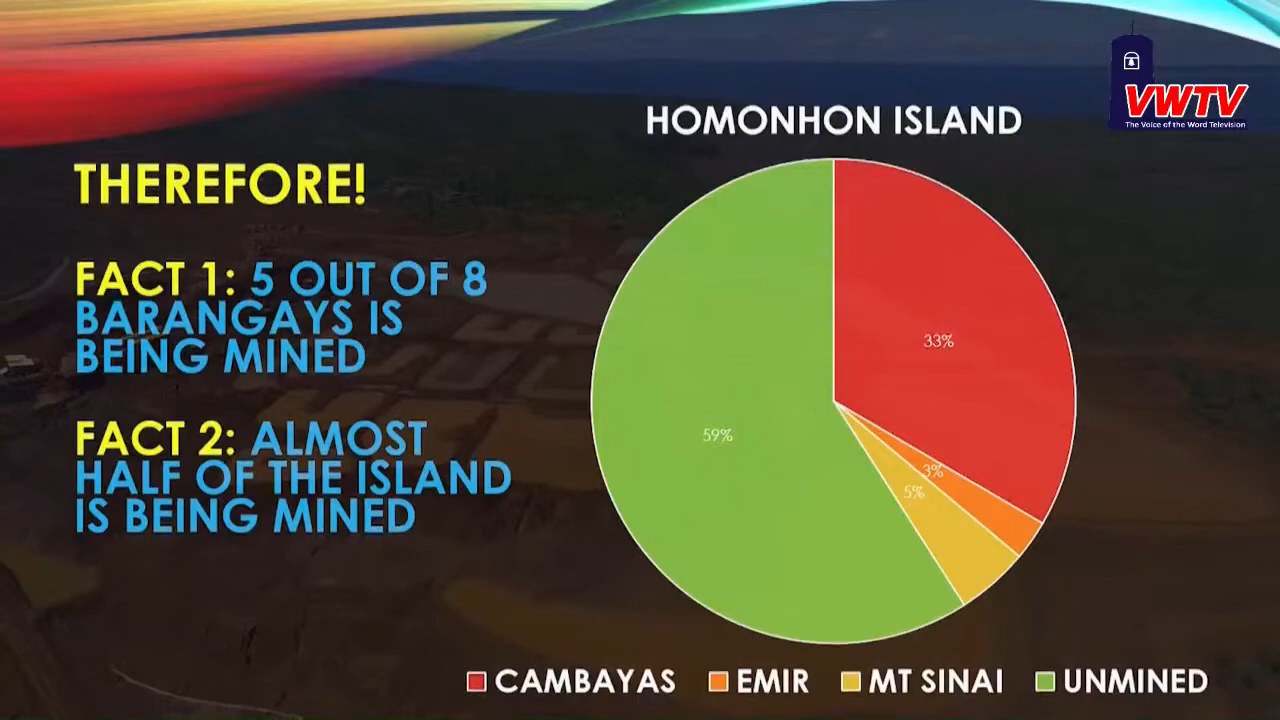 VWTV
The Voice of the Word Television
HOMONHON ISLAND
THEREFORE!
FACT 1: 5 OUT OF 8
BARANGAYS IS
BEING MINED
FACT 2: ALMOST
HALF OF THE ISLAND
IS BEING MINED
33%
3%
5%
59%
CAMBAYAS
EMIR
MT SINAI
UNMINED